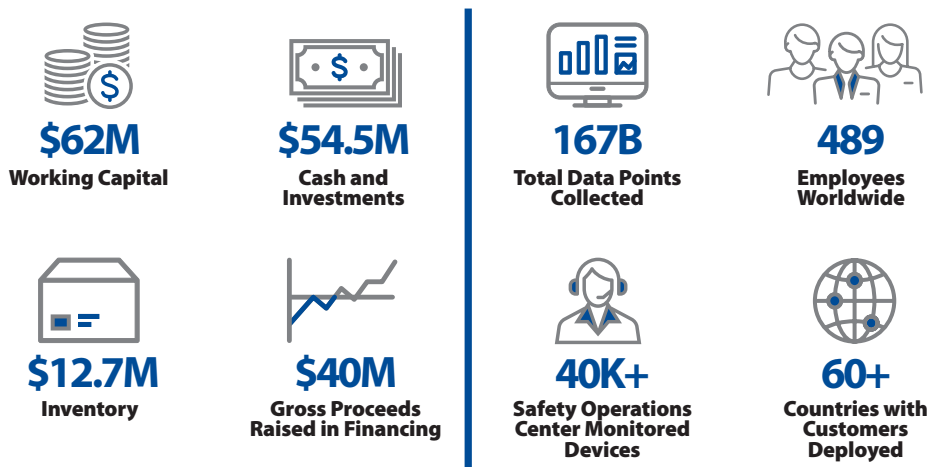 $62M
Working Capital
$54.5M
Cash and
Investments
$12.7M
Inventory
$40M
Gross Proceeds
Raised in Financing
167B
Total Data Points
Collected
489
Employees
Worldwide
40K+
Safety Operations
Center Monitored
Devices
60+
Countries with
Customers
Deployed